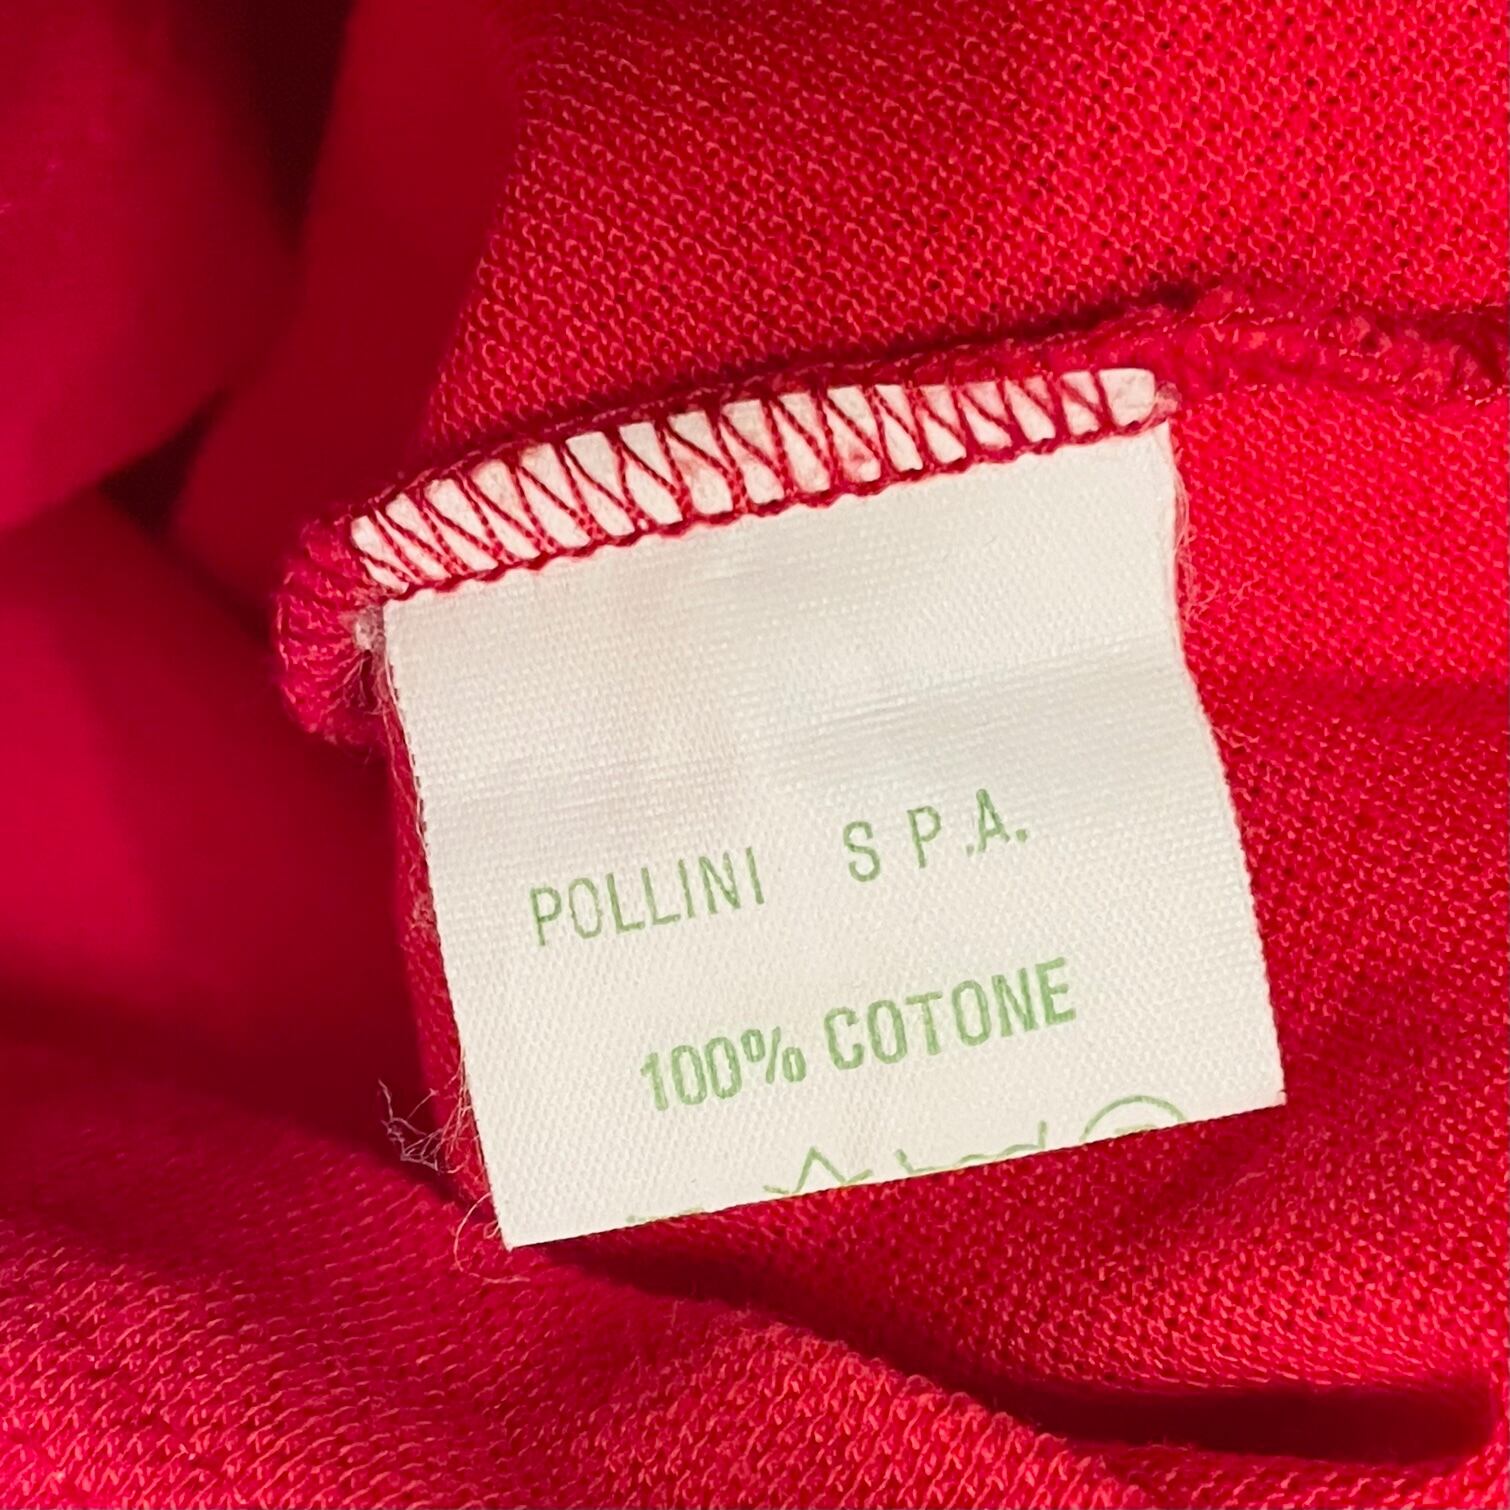 POLLINI S P.A.
100% COTONE